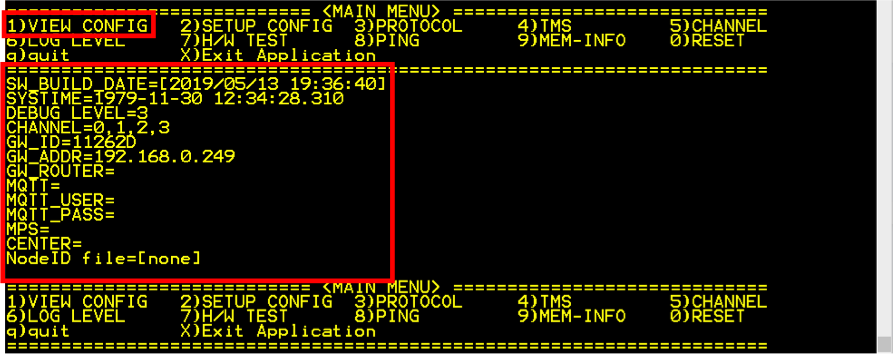 ============================ <MAIN MENU> ============================
1)VIEW CONFIG 2)SETUP CONFIG 3)PROTOCOL 4)TMS 5)CHANNEL
6)LOG LEVEL 7)H/W TEST 8)PING 9)MEM-INFO 0)RESET
q)quit X)Exit Application
=====================================================================
SW_BUILD_DATE=[2019/05/13 19:36:40]
SYSTIME=1979-11-30 12:34:28.310
DEBUG_LEVEL=3
CHANNEL=0,1,2,3
GW_ID=11262D
GW_ADDR=192.168.0.249
GW_ROUTER=
MQTT=
MQTT_USER=
MQTT_PASS=
MPS=
CENTER=
NodeID file=[none]
============================ <MAIN MENU> ============================
1)VIEW CONFIG 2)SETUP CONFIG 3)PROTOCOL 4)TMS 5)CHANNEL
6)LOG LEVEL 7)H/W TEST 8)PING 9)MEM-INFO 0)RESET
q)quit X)Exit Application
=====================================================================